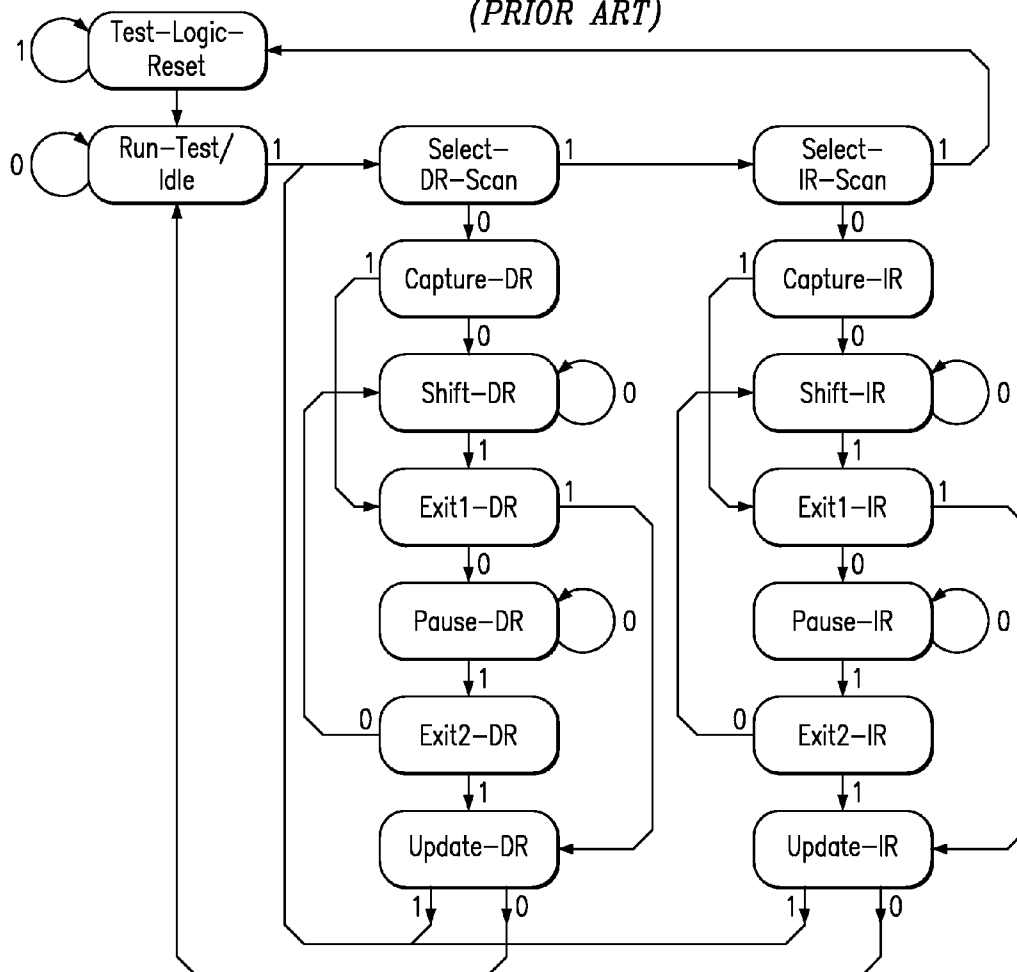 (PRIOR ART)
1
Test-Logic-
Reset
0
Run-Test/
Idle
1
Select-
DR-Scan
1
Select-
IR-Scan
1
0
0
1
Capture-DR
1
Capture-IR
0
0
Shift-DR
0
Shift-IR
0
1
1
Exit1-DR
1
Exit1-IR
1
0
0
Pause-DR
0
Pause-IR
0
1
1
0
Exit2-DR
0
Exit2-IR
1
1
Update-DR
Update-IR
1
0
1
0